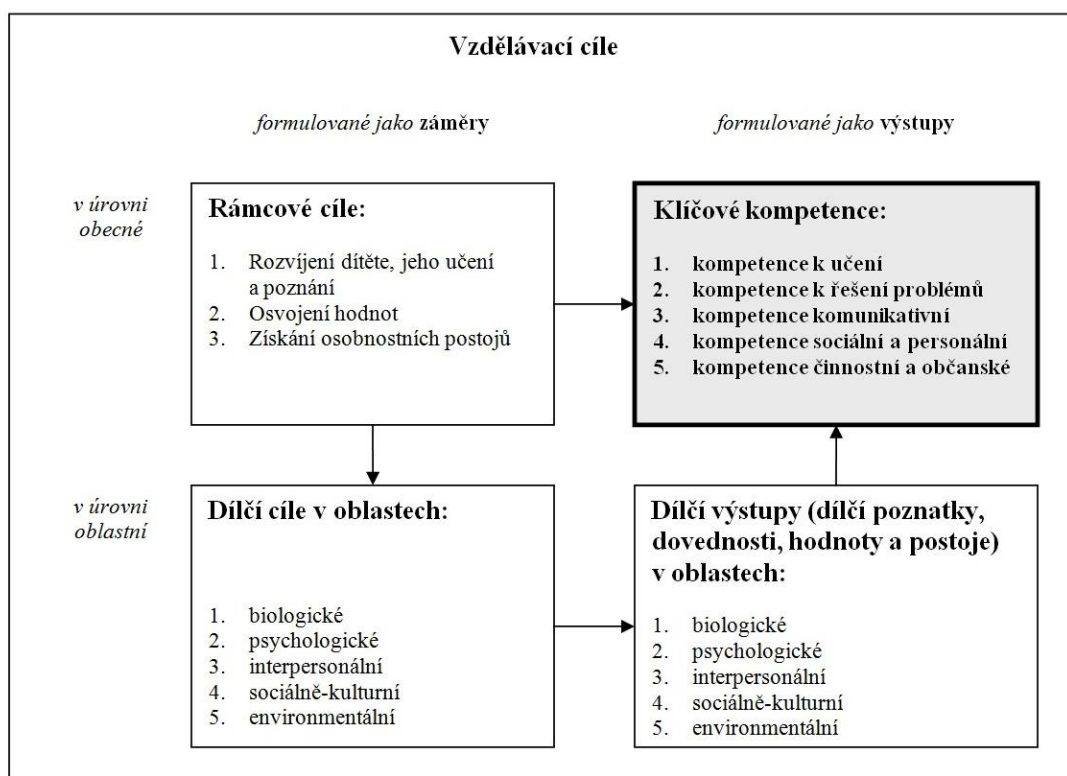 Vzdělávací cíle
formulované jako záměry
formulované jako výstupy
v úrovni
obecné
Rámcové cíle:
1. Rozvíjení dítěte, jeho učení
a poznání
2. Osvojení hodnot
3. Získání osobnostních postojů
Klíčové kompetence:
1. kompetence k učení
2. kompetence k řešení problémů
3. kompetence komunikativní
4. kompetence sociální a personální
5. kompetence činnostní a občanské
v úrovni
oblastní
Dílčí cíle v oblastech:
1. biologické
2. psychologické
3. interpersonální
4. sociálně-kulturní
5. environmentální
Dílčí výstupy (dílčí poznatky,
dovednosti, hodnoty a postoje)
v oblastech:
1. biologické
2. psychologické
3. interpersonální
4. sociálně-kulturní
5. environmentální